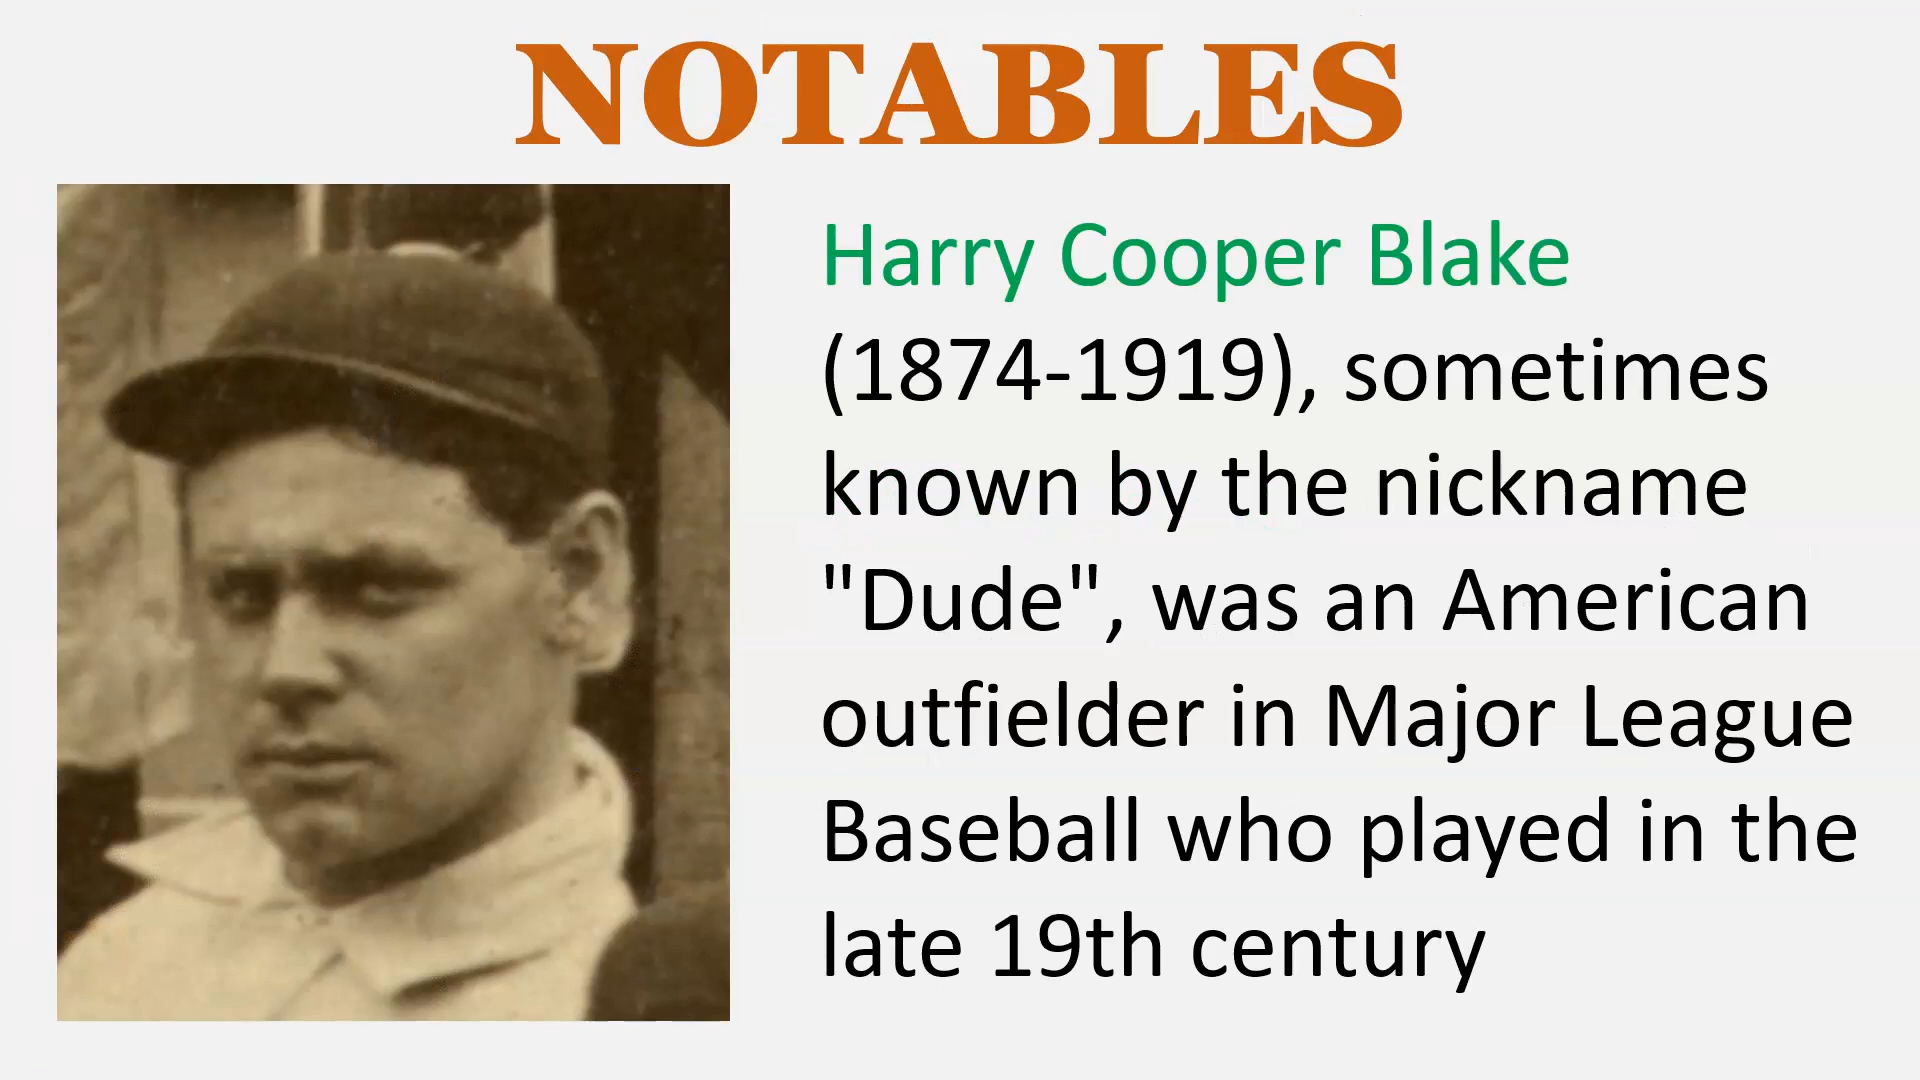 NOTABLES
Harry Cooper Blake
(1874-1919), sometimes
known by the nickname
"Dude", was an American
outfielder in Major League
Baseball who played in the
late 19th century